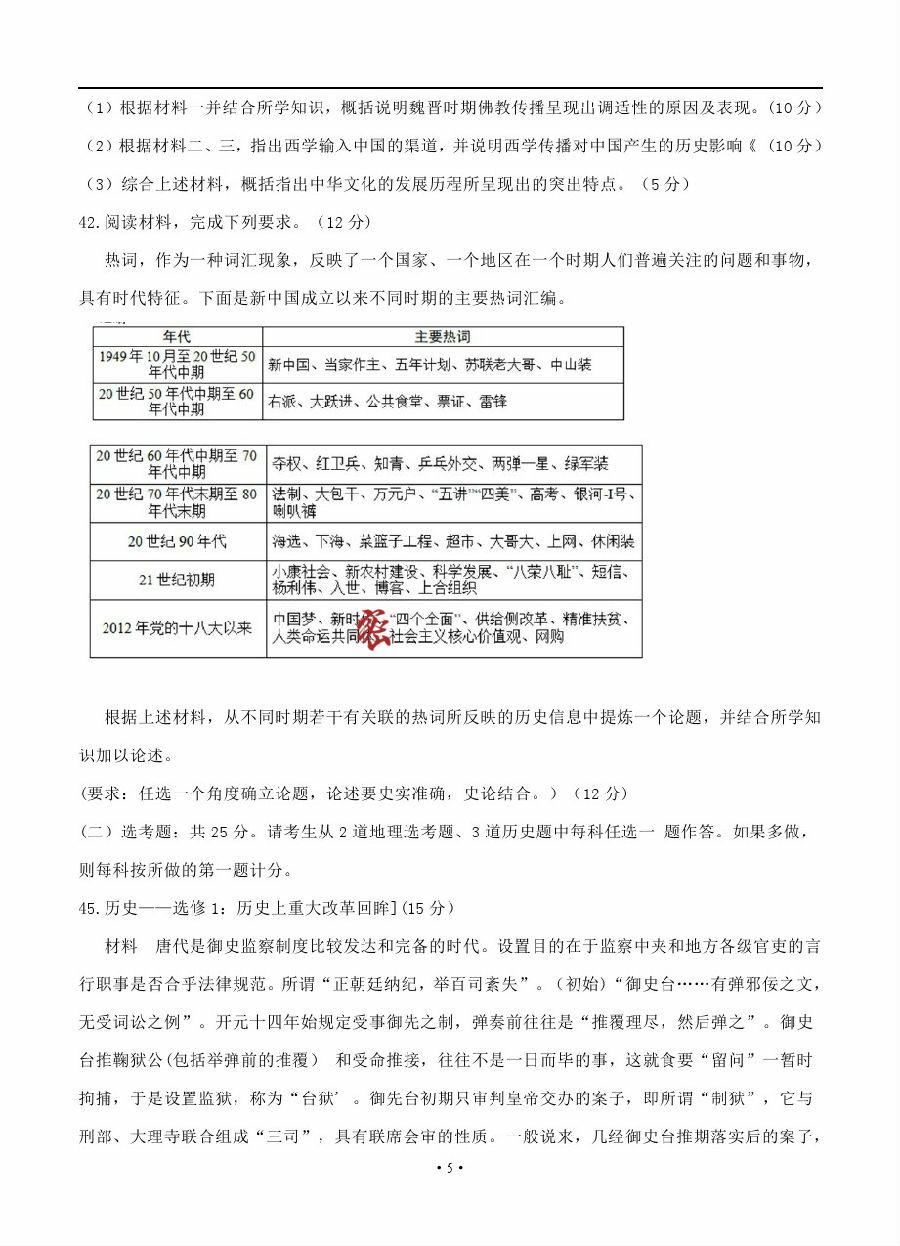 (1) 根据材料一并结合所学知识，概括说明魏晋时期佛教传播呈现出调适性的原因及表现。(10分)
(2) 根据材料二、三，指出西学输入中国的渠道，并说明西学传播对中国产生的历史影响《 (10分)
(3) 综合上述材料，概括指出中华文化的发展历程所呈现出的突出特点。(5分)
42.阅读材料，完成下列要求。(12分)
热词，作为一种词汇现象，反映了一个国家、一个地区在一个时期人们普遍关注的问题和事物，
具有时代特征。下面是新中国成立以来不同时期的主要热词汇编。
年代 主要热词
1949年10月至20世纪50
年代中期 新中国、当家作主、五年计划、苏联老大哥、中山装
20世纪50年代中期至60
年代中期 右派、大跃进、公共食堂、票证、雷锋
20世纪60年代中期至70
年代中期 夺权、红卫兵、知青、乒乓外交、两弹一星、绿军装
20世纪70年代末期至80
年代末期 法制、大包干、万元户、“五讲”“四美”、高考、银河-I号、
喇叭裤
20世纪90年代 海选、下海、菜篮子工程、超市、大哥大、上网、休闲装
21世纪初期 小康社会、新农村建设、科学发展、“八荣八耻”、短信、
杨利伟、入世、博客、上合组织
2012年党的十八大以来 中国梦、新时 “四个全面”、供给侧改革、精准扶贫、
人类命运共同 社会主义核心价值观、网购
根据上述材料，从不同时期若干有关联的热词所反映的历史信息中提炼一个论题，并结合所学知
识加以论述。
(要求：任选一个角度确立论题，论述要史实准确，史论结合。) (12分)
(二) 选考题：共25分。请考生从2道地理选考题、3道历史题中每科任选一 题作答。如果多做，
则每科按所做的第一题计分。
45.历史——选修1：历史上重大改革回眸](15分)
材料 唐代是御史监察制度比较发达和完备的时代。设置目的在于监察中夹和地方各级官吏的言
行职事是否合乎法律规范。所谓“正朝廷纳纪，举百司紊失”。(初始) “御史台……有弹邪佞之文，
无受词讼之例”。开元十四年始规定受事御先之制，弹奏前往往是“推覆理尽，然后弹之”。御史
台推鞠狱公(包括举弹前的推覆) 和受命推接，往往不是一日而毕的事，这就食要“留问”一暂时
拘捕，于是设置监狱，称为“台狱’。御先台初期只审判皇帝交办的案子，即所谓“制狱”，它与
刑部、大理寺联合组成“三司”，具有联席会审的性质。一般说来，几经御史台推期落实后的案了，
·5·